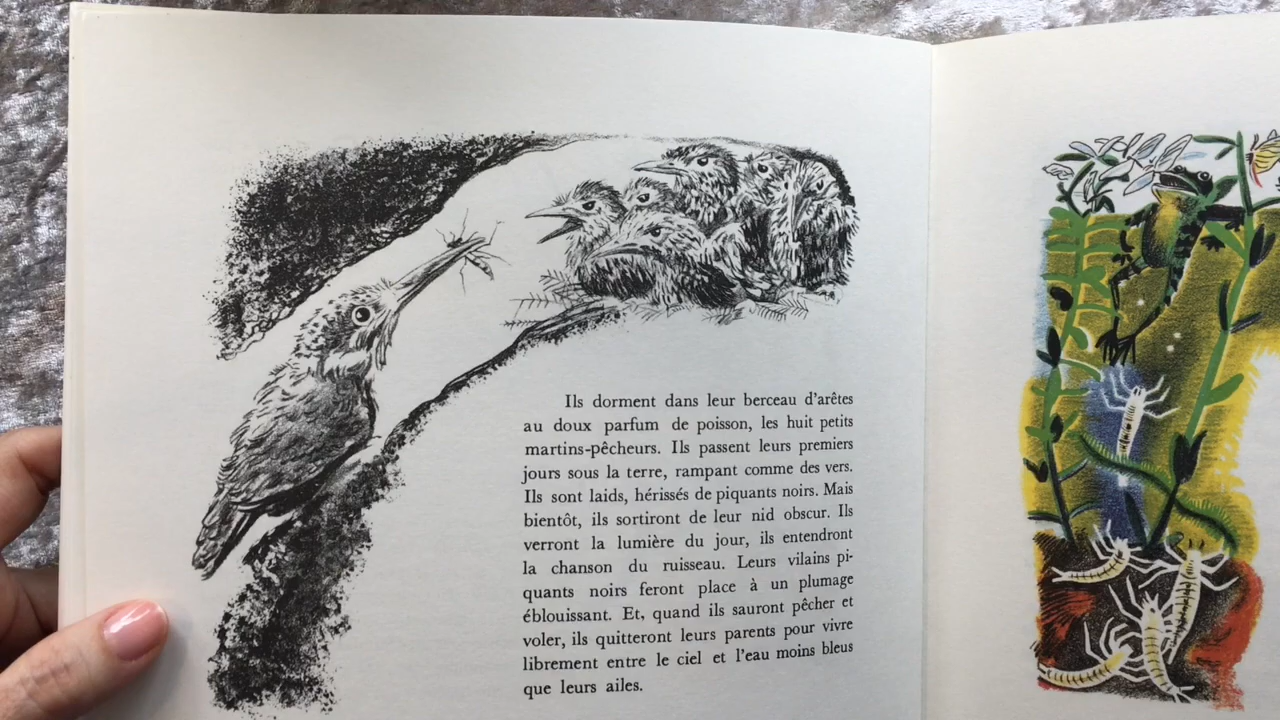 Ils dorment dans leur berceau d'arêtes
au doux parfum de poisson, les huit petits
martins-pêcheurs. Ils passent leurs premiers
jours sous la terre, rampant comme des vers.
Ils sont laids, hérissés de piquants noirs. Mais
bientôt, ils sortiront de leur nid obscur. Ils
verront la lumière du jour, ils entendront
la chanson du ruisseau. Leurs vilains pi-
quants noirs feront place à un plumage
éblouissant. Et, quand ils sauront pêcher et
voler, ils quitteront leurs parents pour vivre
librement entre le ciel et l'eau moins bleus
que leurs ailes.